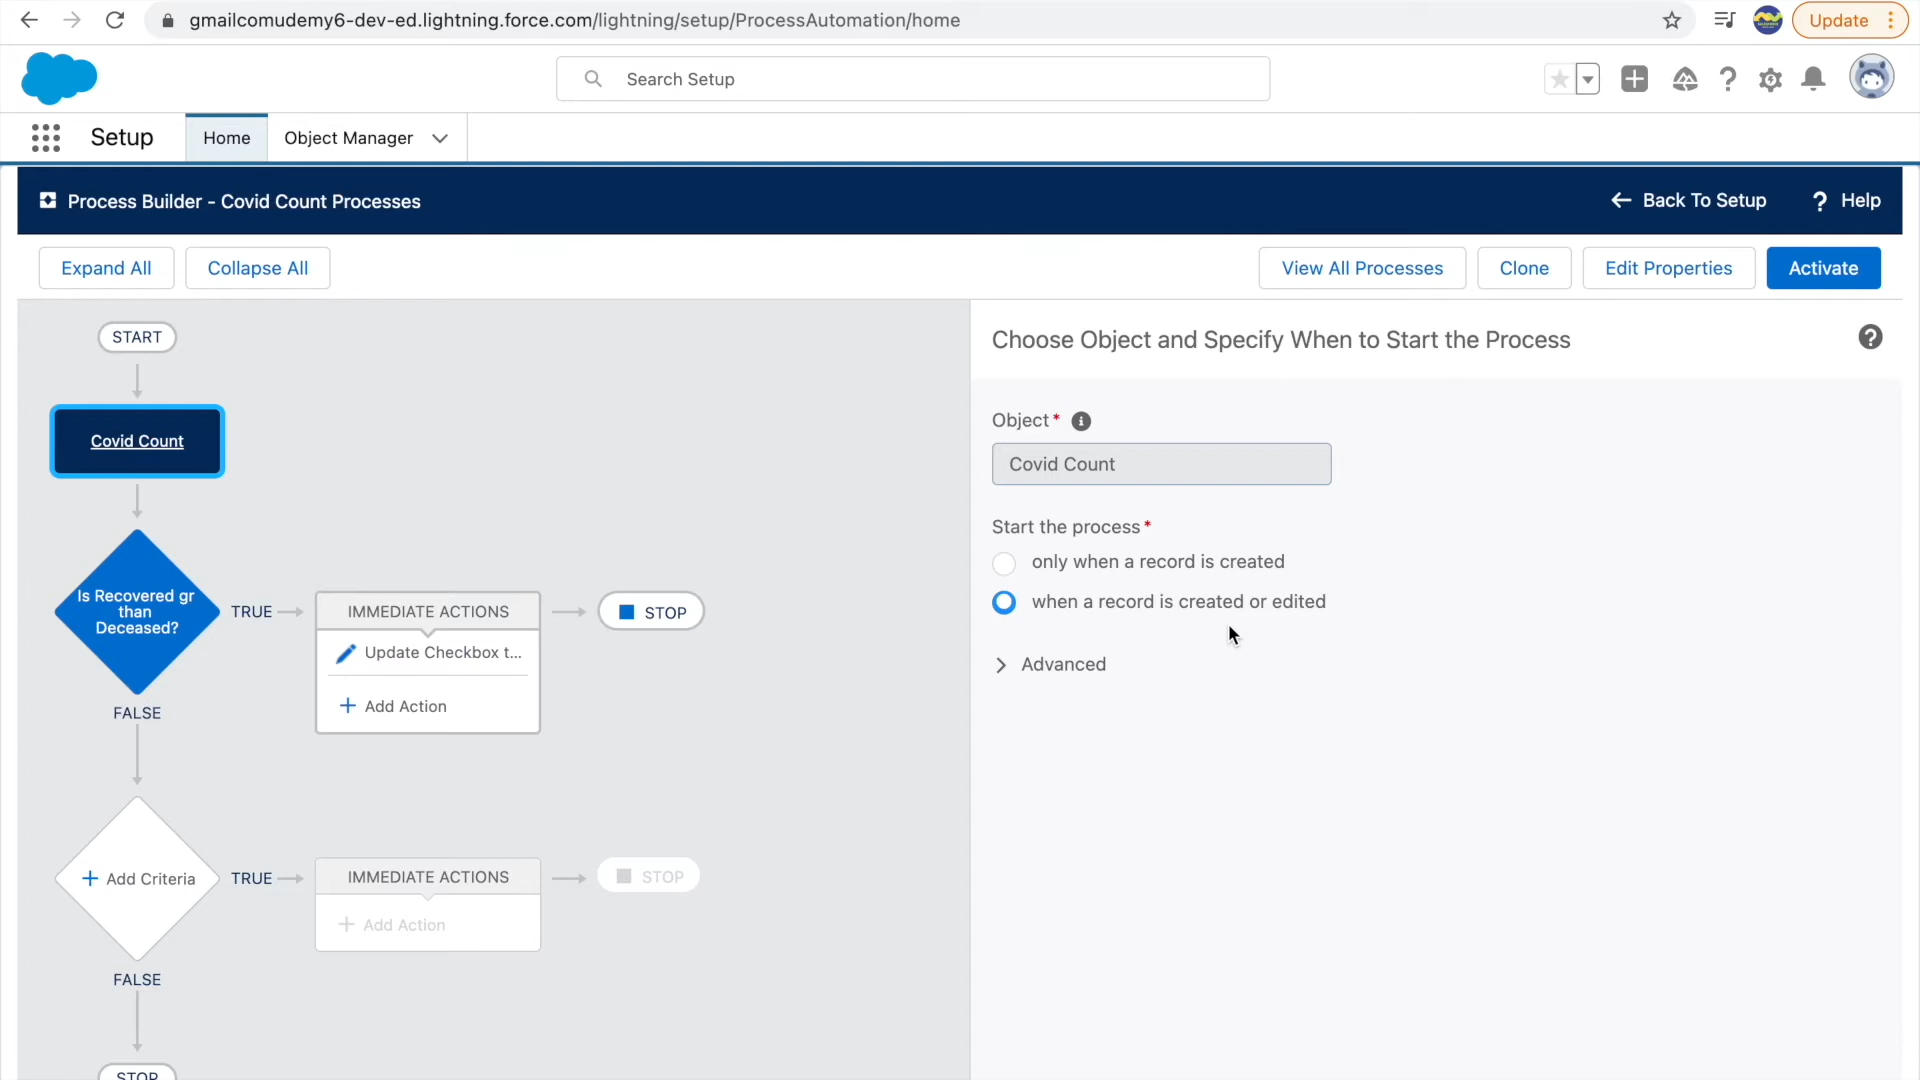 gmailcomudemy6-dev-ed.lightning.force.com/lightning/setup/ProcessAutomation/home
Update
Search Setup
Setup
Home
Object Manager
Process Builder - Covid Count Processes
Back To Setup
? Help
Expand All
Collapse All
View All Processes
Clone
Edit Properties
Activate
START
Covid Count
Is Recovered gr
than
Deceased?
TRUE
IMMEDIATE ACTIONS
Update Checkbox t...
+ Add Action
STOP
FALSE
+ Add Criteria
TRUE
IMMEDIATE ACTIONS
+ Add Action
STOP
FALSE
STOP
Choose Object and Specify When to Start the Process
Object*
Covid Count
Start the process*
only when a record is created
when a record is created or edited
Advanced